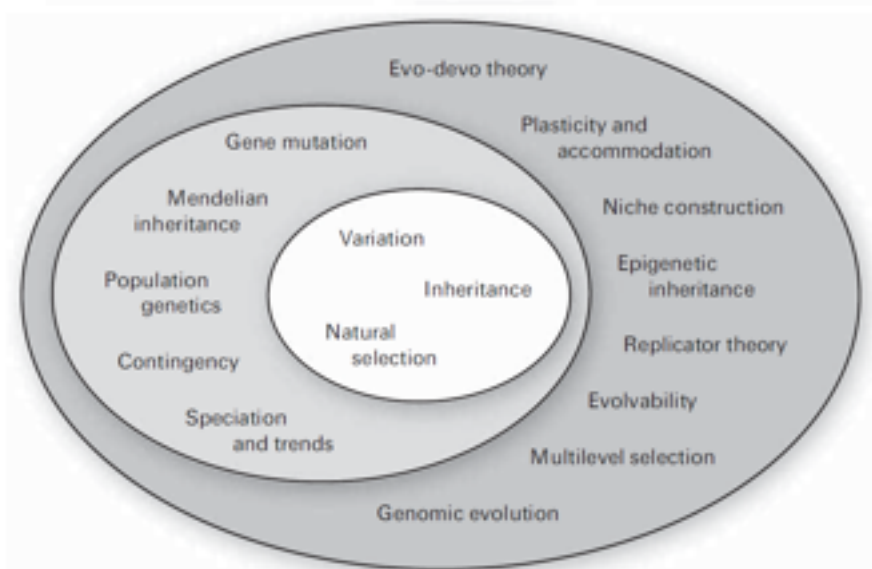 Evo-devo theory
Gene mutation
Plasticity and
accommodation
Mendelian
inheritance
Niche construction
Variation
Population
genetics
Inheritance
Epigenetic
inheritance
Natural
selection
Contingency
Replicator theory
Speciation
and trends
Evolvability
Multilevel selection
Genomic evolution